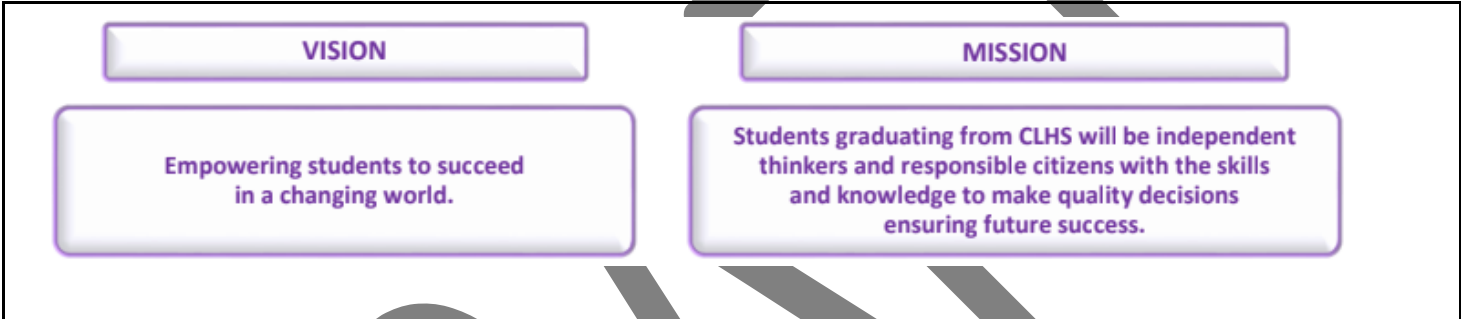 VISION
Empowering students to succeed
in a changing world.
MISSION
Students graduating from CLHS will be independent
thinkers and responsible citizens with the skills
and knowledge to make quality decisions
ensuring future success.